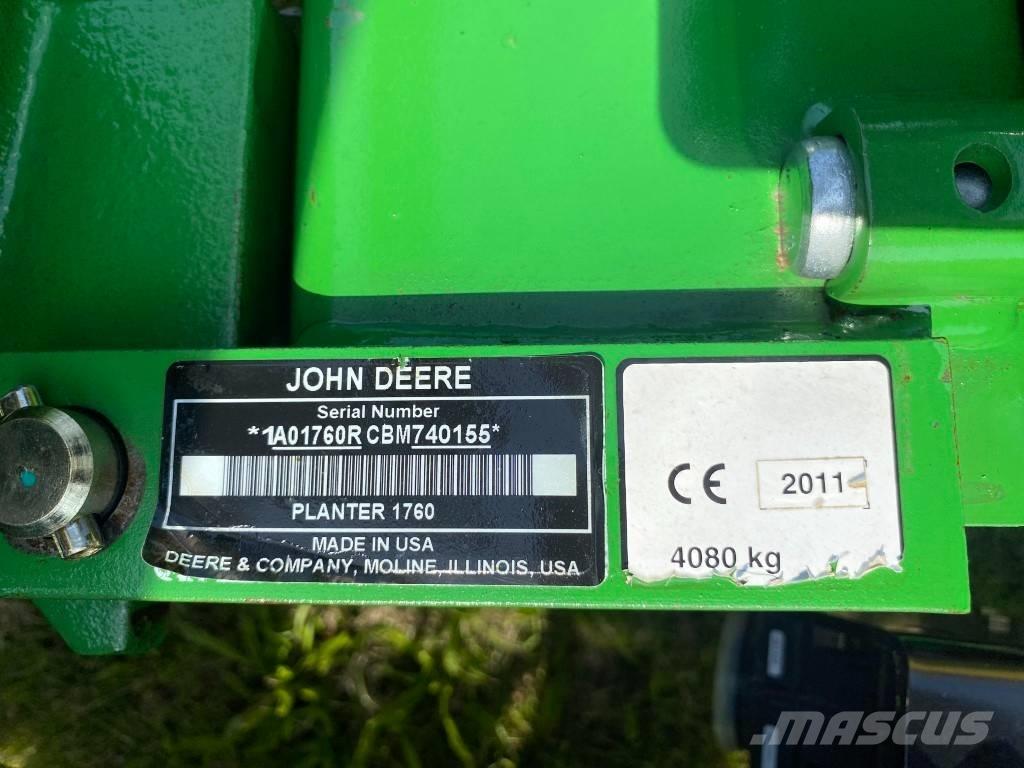 JOHN DEERE
Serial Number
*1A01760RCBM740155*
PLANTER 1760
MADE IN USA
DEERE & COMPANY, MOLINE, ILLINOIS, USA
CE 2011
4080 kg
MASCUS